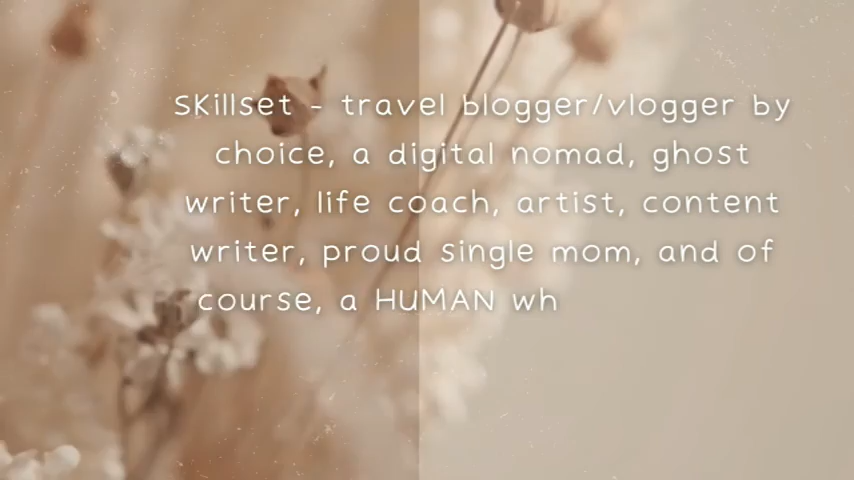 SKillset - travel blogger/vlogger by
choice, a digital nomad, ghost
writer, life coach, artist, content
writer, proud single mom, and of
course, a HUMAN wh